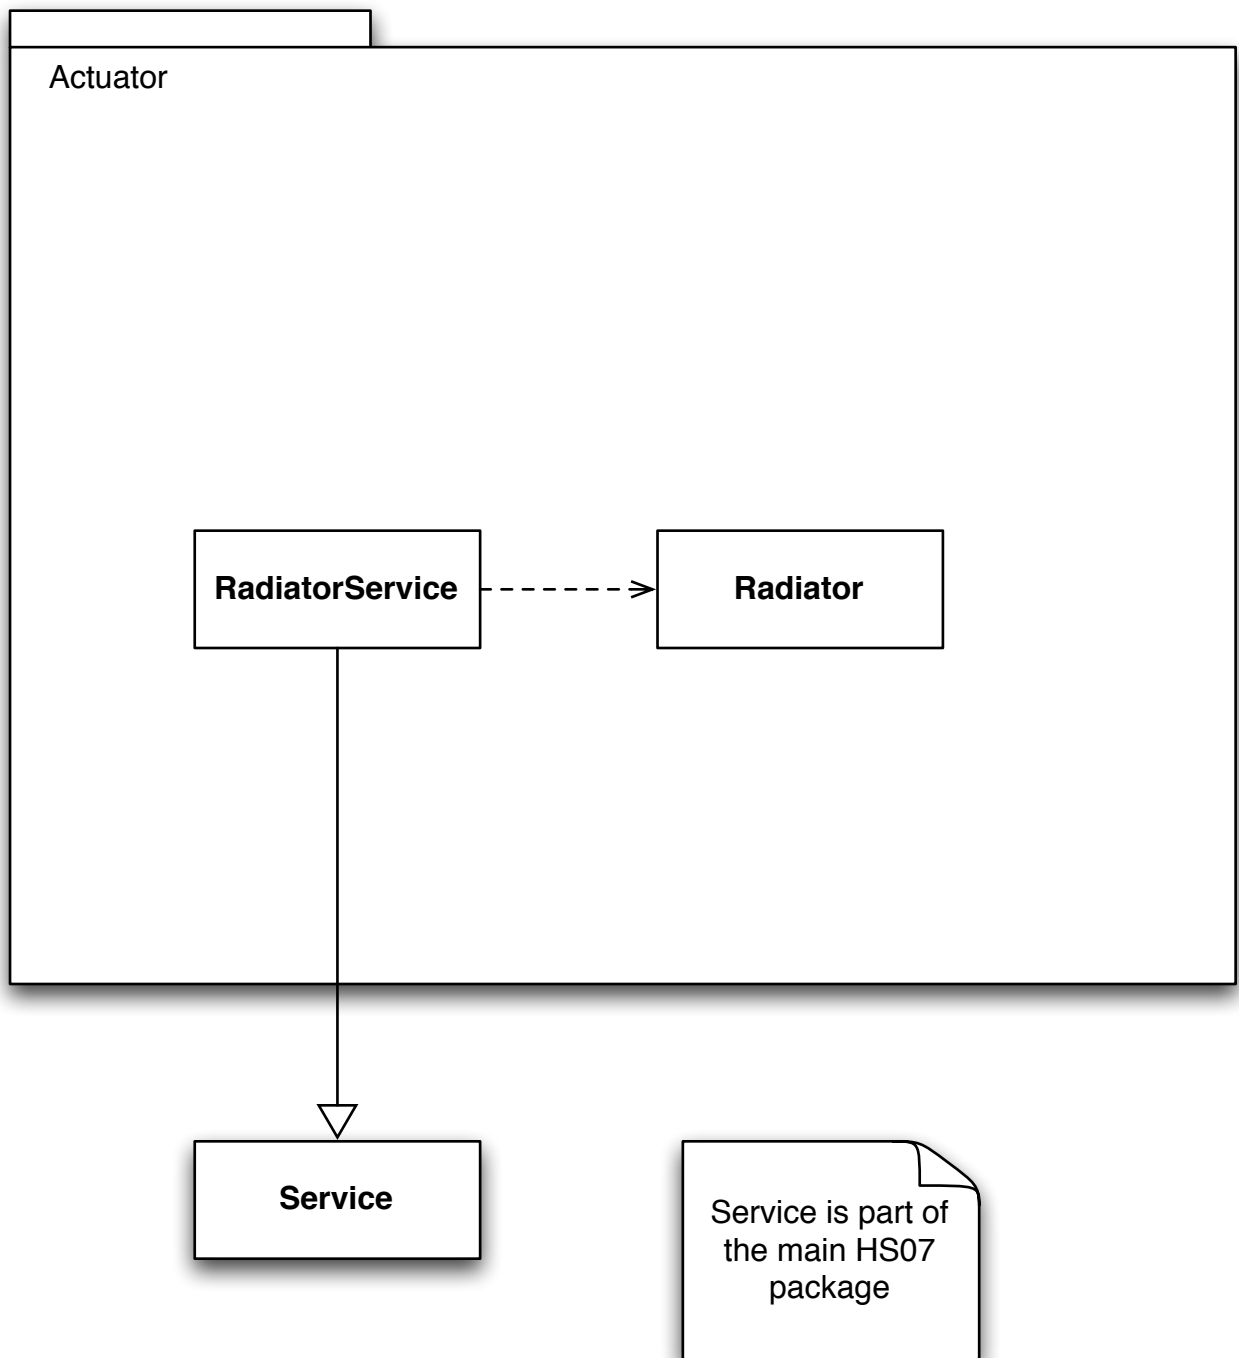 Actuator
RadiatorService
Radiator
Service
Service is part of
the main HS07
package